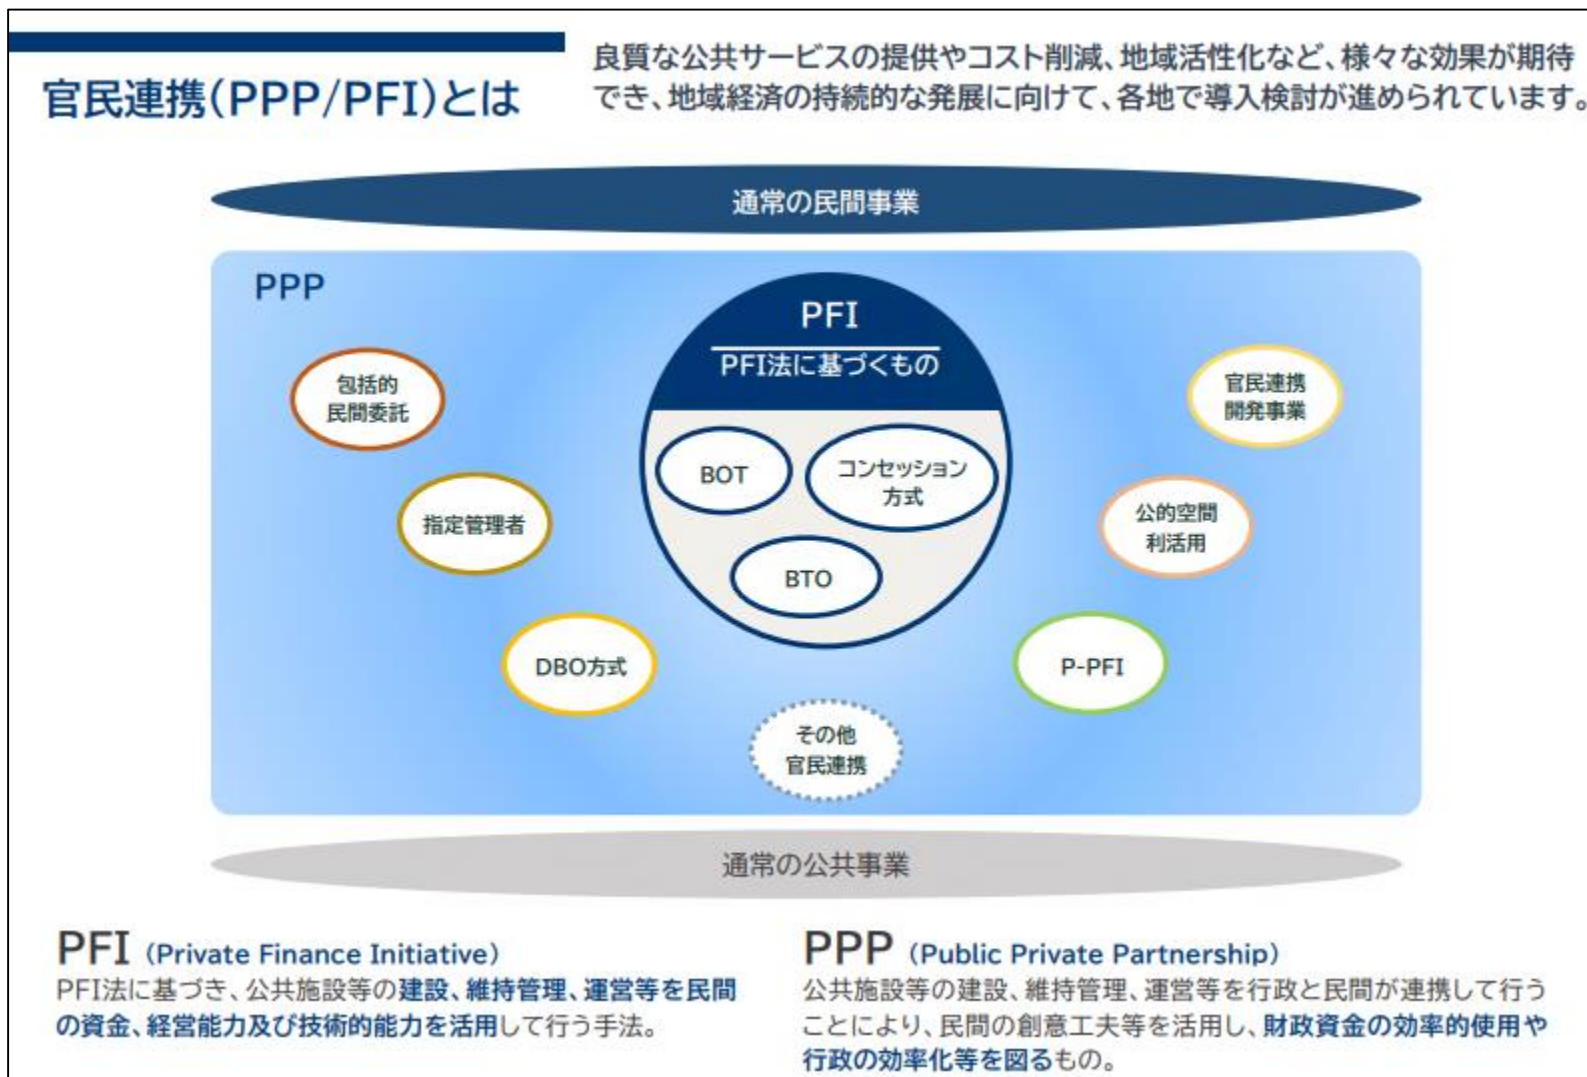 官民連携(PPP/PFI)とは
良質な公共サービスの提供やコスト削減、地域活性化など、様々な効果が期待
でき、地域経済の持続的な発展に向けて、各地で導入検討が進められています。
通常の民間事業
PPP
PFI
PFI法に基づくもの
包括的
民間委託
官民連携
開発事業
BOT
コンセッション
方式
指定管理者
公的空間
利活用
BTO
DBO方式
P-PFI
その他
官民連携
通常の公共事業
PFI (Private Finance Initiative)
PFI法に基づき、公共施設等の建設、維持管理、運営等を民間
の資金、経営能力及び技術的能力を活用して行う手法。
PPP (Public Private Partnership)
公共施設等の建設、維持管理、運営等を行政と民間が連携して行う
ことにより、民間の創意工夫等を活用し、財政資金の効率的使用や
行政の効率化等を図るもの。